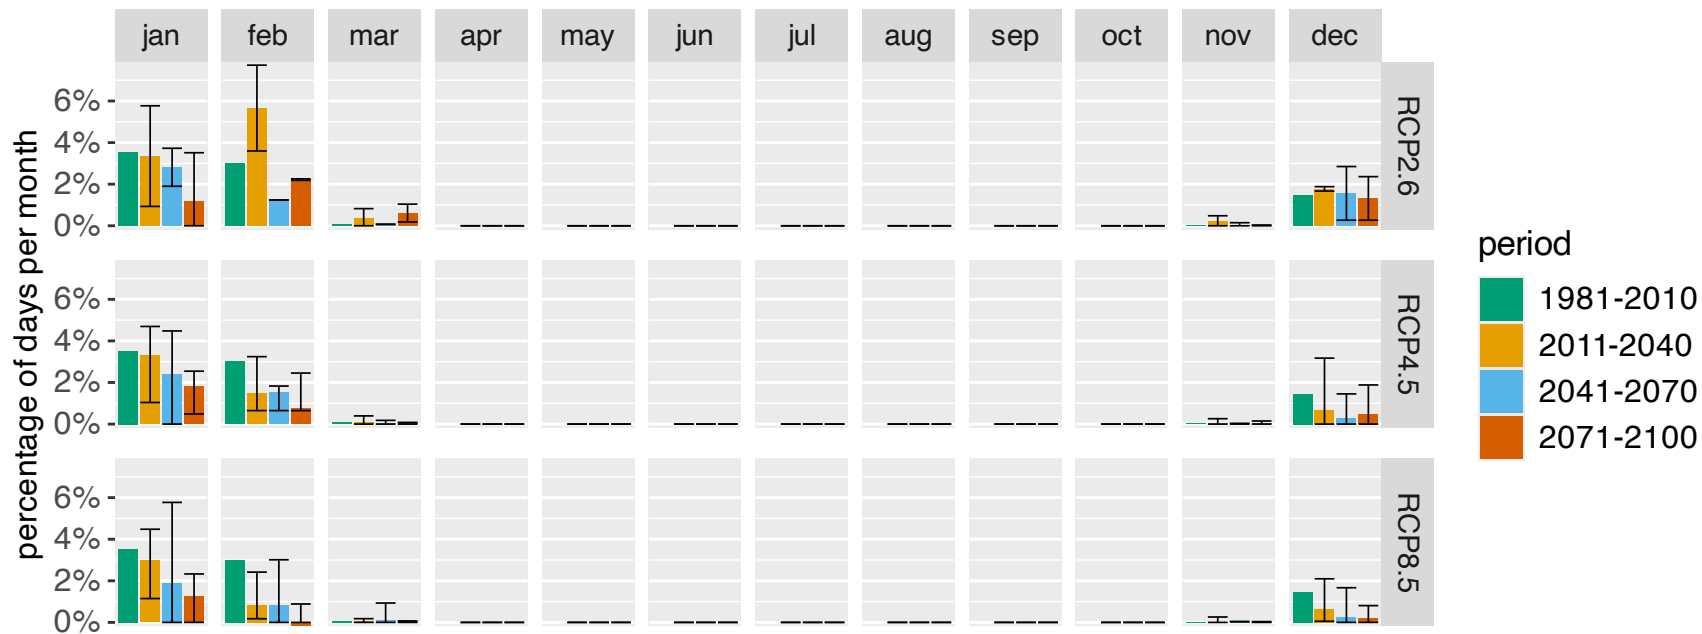 jan feb mar apr may jun jul aug sep oct nov dec
percentage of days per month
6%
4%
2%
0%
RCP2.6
6%
4%
2%
0%
RCP4.5
6%
4%
2%
0%
RCP8.5
period
1981-2010
2011-2040
2041-2070
2071-2100